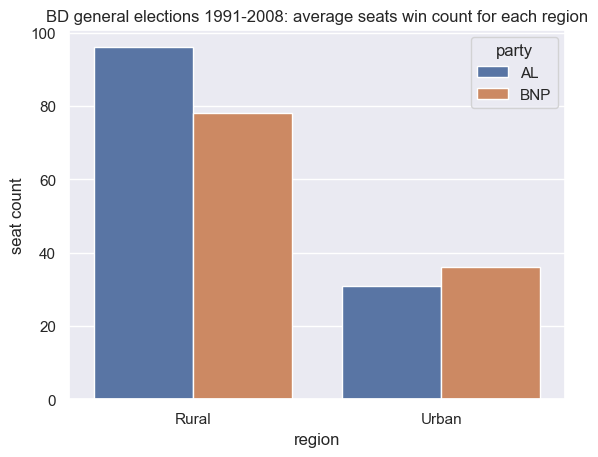 BD general elections 1991-2008: average seats win count for each region
party
AL
BNP
seat count
100
80
60
40
20
0
Rural
Urban
region